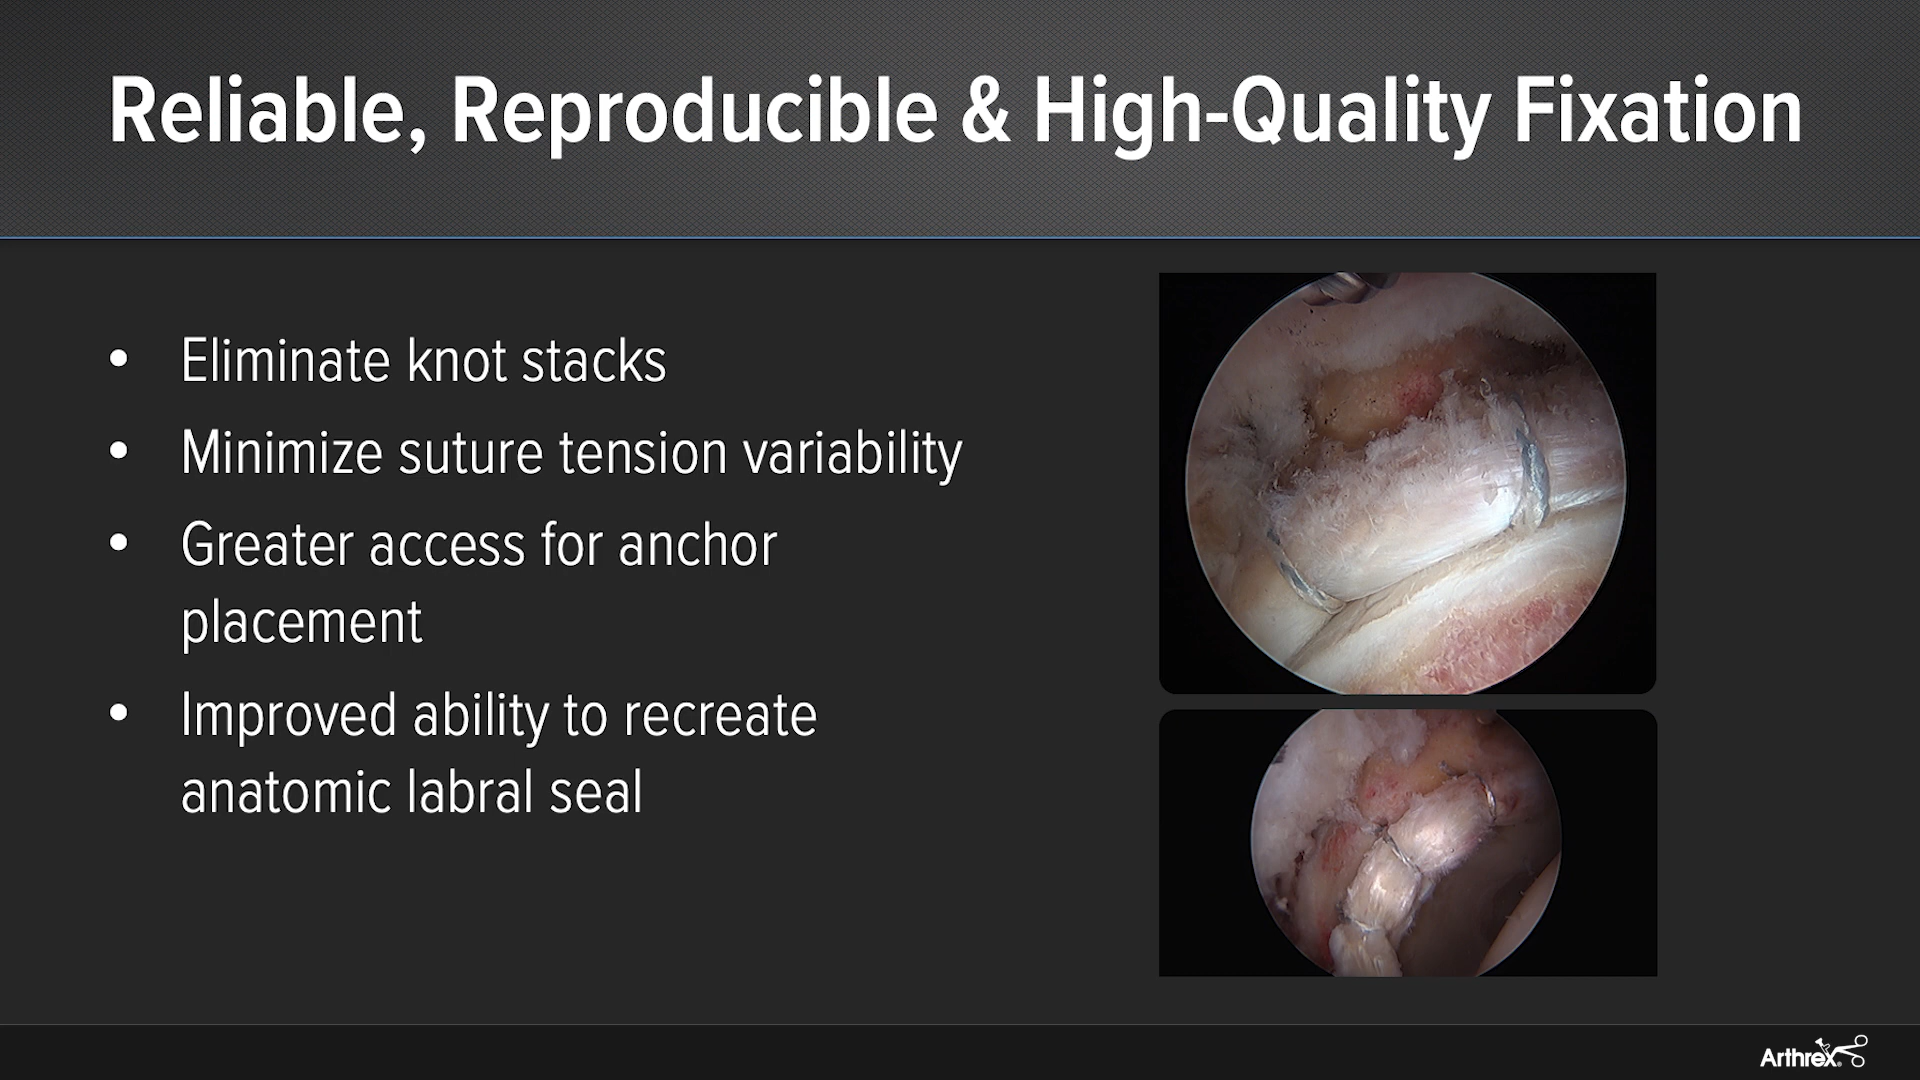 Reliable, Reproducible & High-Quality Fixation
• Eliminate knot stacks
• Minimize suture tension variability
• Greater access for anchor
placement
• Improved ability to recreate
anatomic labral seal
Arthrex®